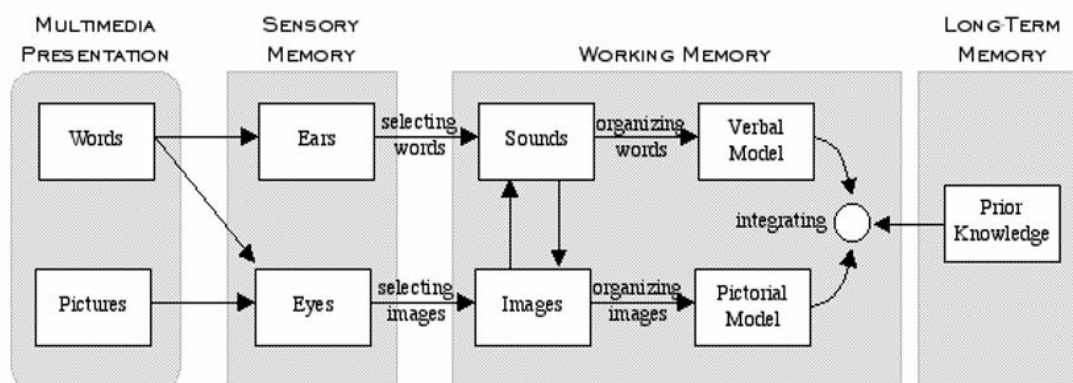 MULTIMEDIA
PRESENTATION
SENSORY
MEMORY
WORKING MEMORY
LONG-TERM
MEMORY
Words
Ears
selecting
words
Sounds
organizing
words
Verbal
Model
integrating
Prior
Knowledge
Pictures
Eyes
selecting
images
Images
organizing
images
Pictorial
Model